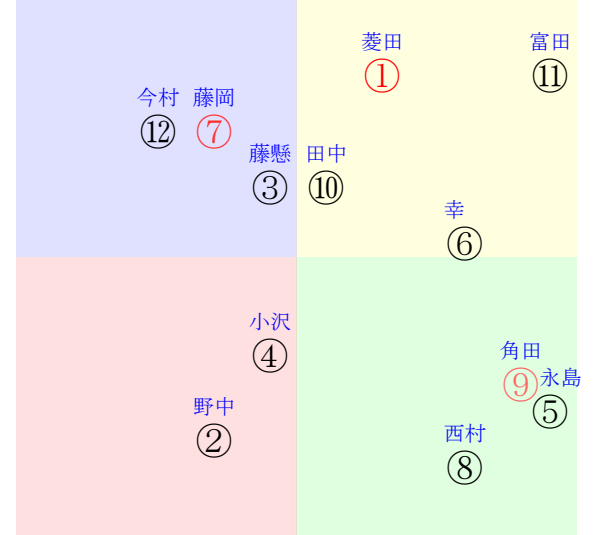 菱田
①
富田
⑪
今村
⑫
藤岡
⑦
藤懸
③
田中
⑩
幸
⑥
小沢
④
角田
⑨
永島
⑤
野中
②
西村
⑧